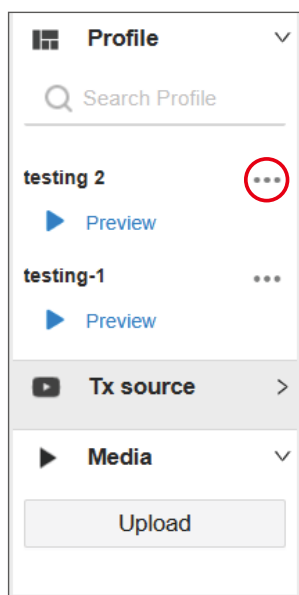 Profile
Search Profile
testing 2
Preview
testing-1
Preview
Tx source
Media
Upload